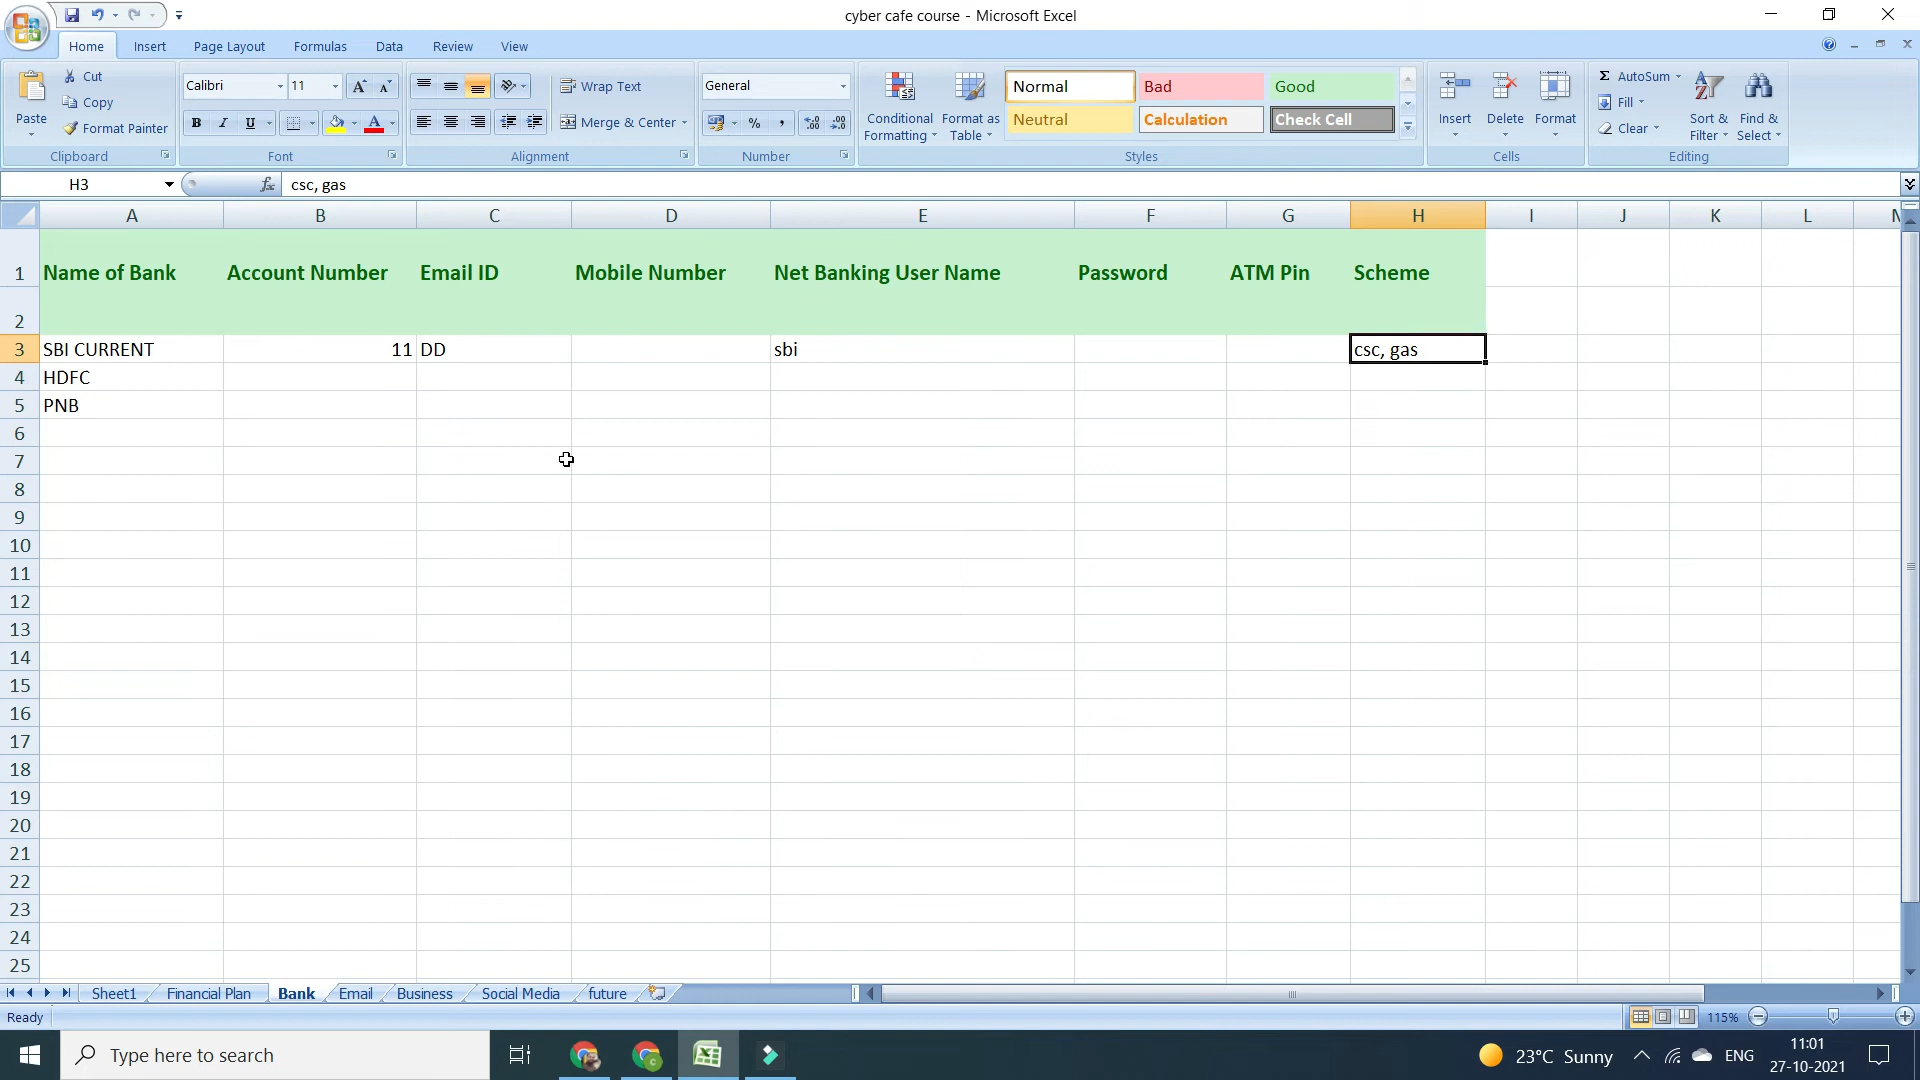 cyber cafe course - Microsoft Excel
Home Insert Page Layout Formulas Data Review View
Paste
Cut
Copy
Format Painter
Clipboard
Calibri 11
B I U
Font
Wrap Text
Merge & Center
Alignment
General
%
Number
Conditional Formatting
Format as Table
Normal Bad Good
Neutral Calculation Check Cell
Styles
Insert Delete Format
Cells
AutoSum
Fill
Clear
Sort & Filter
Find & Select
Editing
H3 fx csc, gas
A B C D E F G H I J K L
1 Name of Bank Account Number Email ID Mobile Number Net Banking User Name Password ATM Pin Scheme
2
3 SBI CURRENT 11 DD sbi csc, gas
4 HDFC
5 PNB
6
7
8
9
10
11
12
13
14
15
16
17
18
19
20
21
22
23
24
25
Sheet1 Financial Plan Bank Email Business Social Media future
Ready 115%
Type here to search 23°C Sunny ENG 11:01
27-10-2021